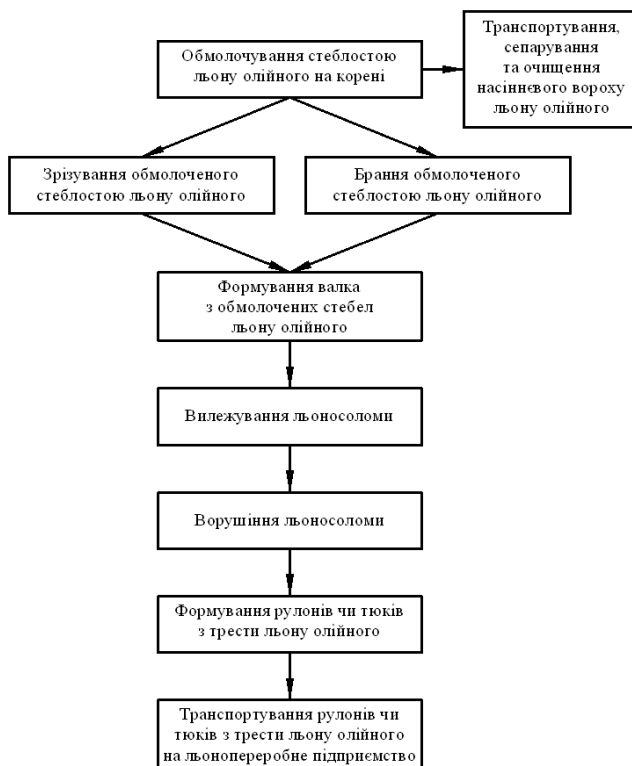 Обмолочування стеблостою
льону олійного на корені
Транспортування,
сепарування
та очищення
насіннєвого вороху
льону олійного
Зрізування обмолоченого
стеблостою льону олійного
Брання обмолоченого
стеблостою льону олійного
Формування валка
з обмолочених стебел
льону олійного
Вилежування льоносоломи
Ворушіння льоносоломи
Формування рулонів чи тюків
з трести льону олійного
Транспортування рулонів чи
тюків з трести льону олійного
на льонопереробне підприємство